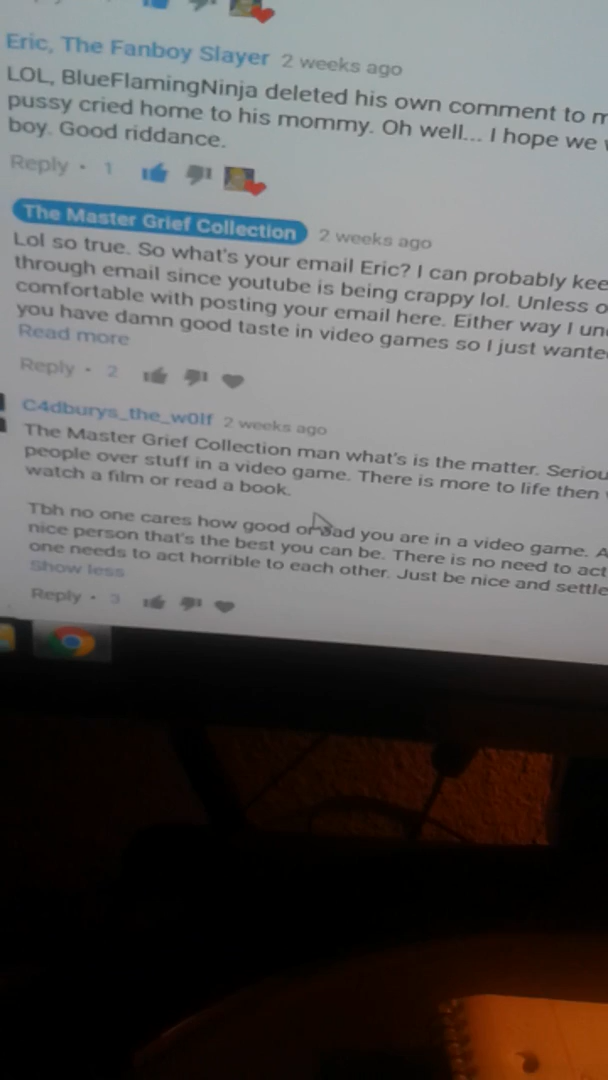 Eric, The Fanboy Slayer 2 weeks ago
LOL, BlueFlamingNinja deleted his own comment to
pussy cried home to his mommy. Oh well... I hope we
boy. Good riddance.
Reply • 1
The Master Grief Collection 2 weeks ago
Lol so true. So what's your email Eric? I can probably
through email since youtube is being crappy lol. Unless
comfortable with posting your email here. Either way I
you have damn good taste in video games so I just
Read more
Reply • 2
C4dburys_the_w0lf 2 weeks ago
The Master Grief Collection man what's is the matter.
people over stuff in a video game. There is more to life then
watch a film or read a book.
Tbh no one cares how good or bad you are in a video game.
nice person that's the best you can be. There is no need to act
one needs to act horrible to each other. Just be nice and
Show less
Reply • 3